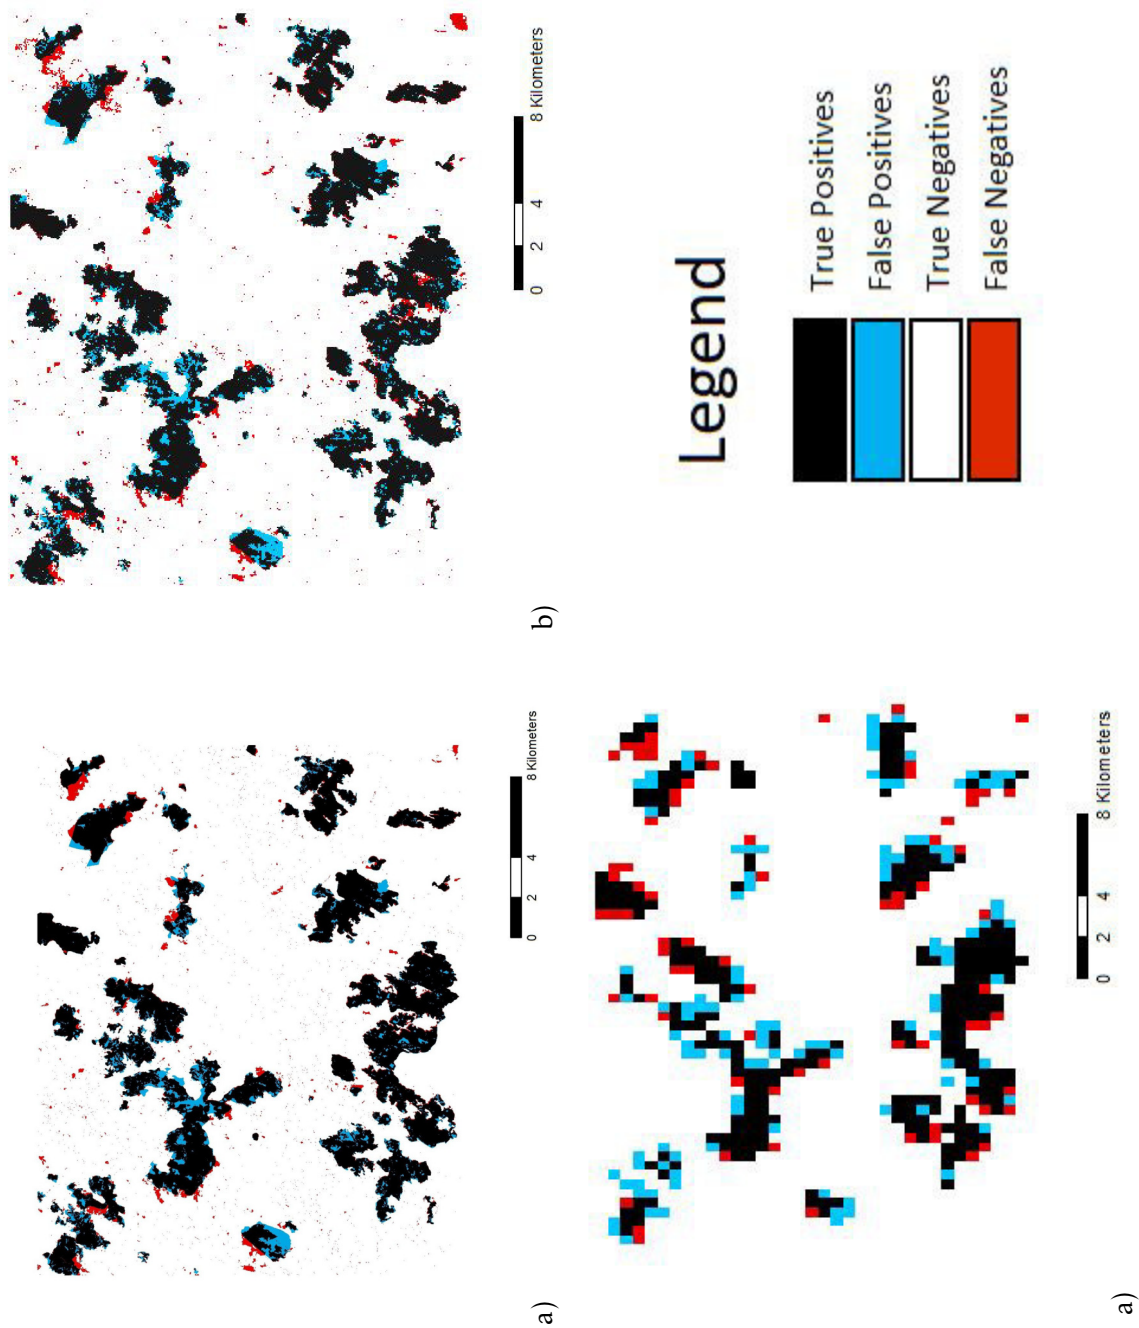 a)
0 2 4 8 Kilometers
b)
0 2 4 8 Kilometers
a)
0 2 4 8 Kilometers
Legend
True Positives
False Positives
True Negatives
False Negatives